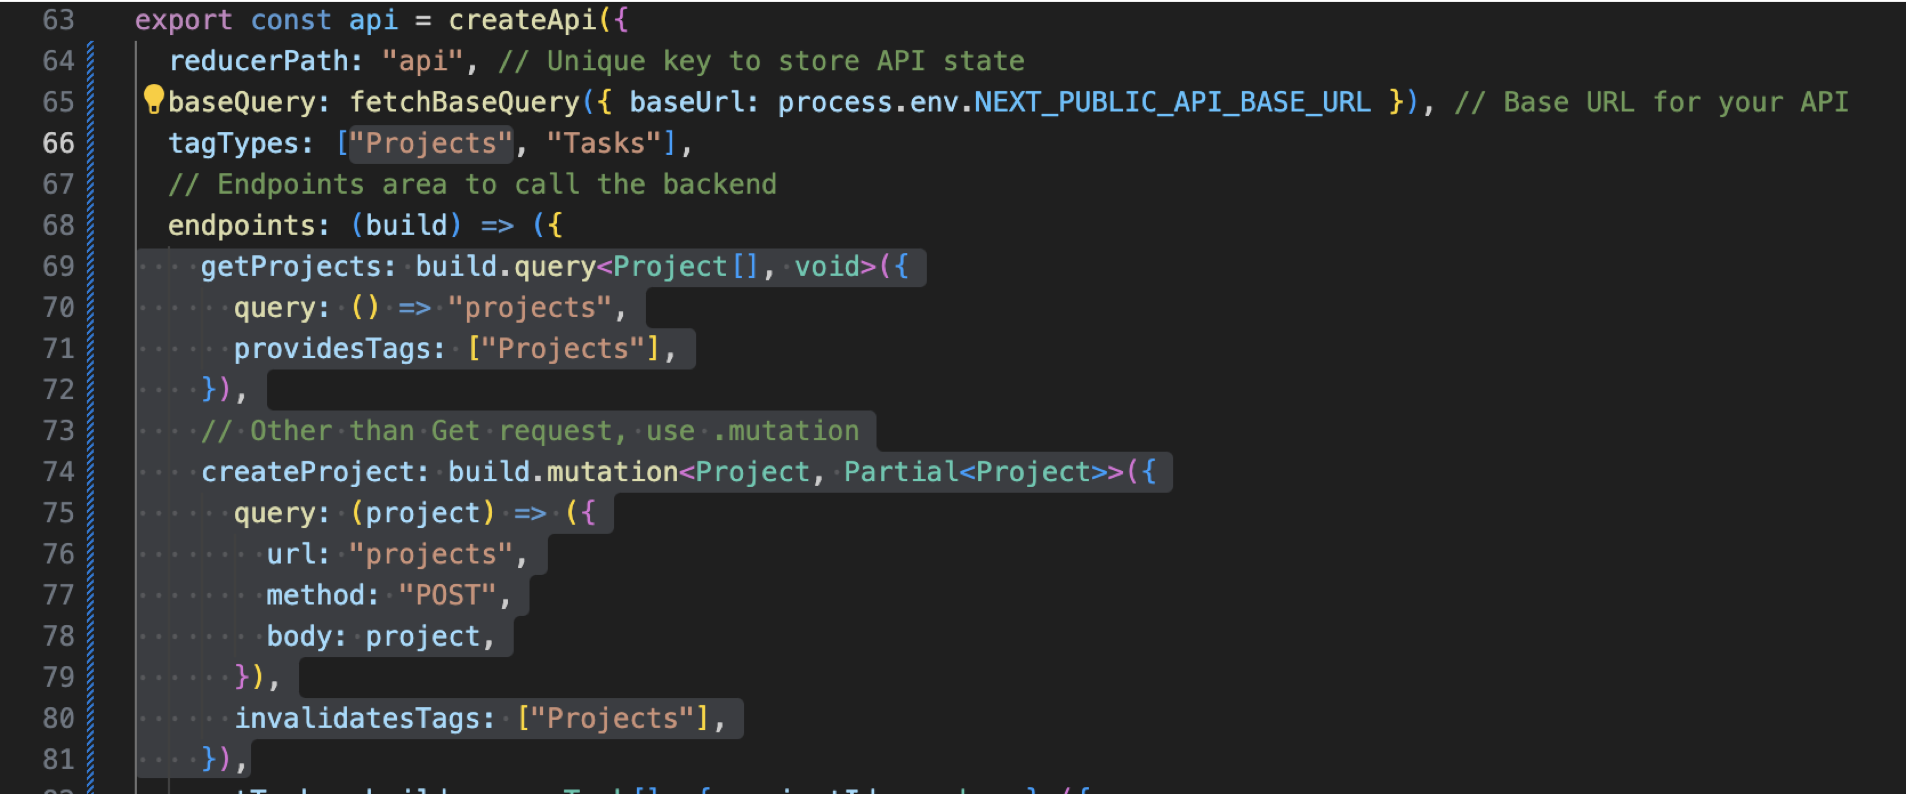 63 export const api = createApi({
64 reducerPath: "api", // Unique key to store API state
65 baseQuery: fetchBaseQuery({ baseUrl: process.env.NEXT_PUBLIC_API_BASE_URL }), // Base URL for your API
66 tagTypes: ["Projects", "Tasks"],
67 // Endpoints area to call the backend
68 endpoints: (build) => ({
69 getProjects: build.query<Project[], void>({
70 query: () => "projects",
71 providesTags: ["Projects"],
72 }),
73 // Other than Get request, use .mutation
74 createProject: build.mutation<Project, Partial<Project>>({
75 query: (project) => ({
76 url: "projects",
77 method: "POST",
78 body: project,
79 }),
80 invalidatesTags: ["Projects"],
81 }),